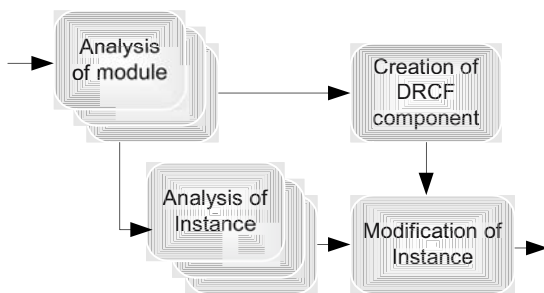 Analysis
of module
Creation of
DRCF
component
Analysis of
Instance
Modification of
Instance